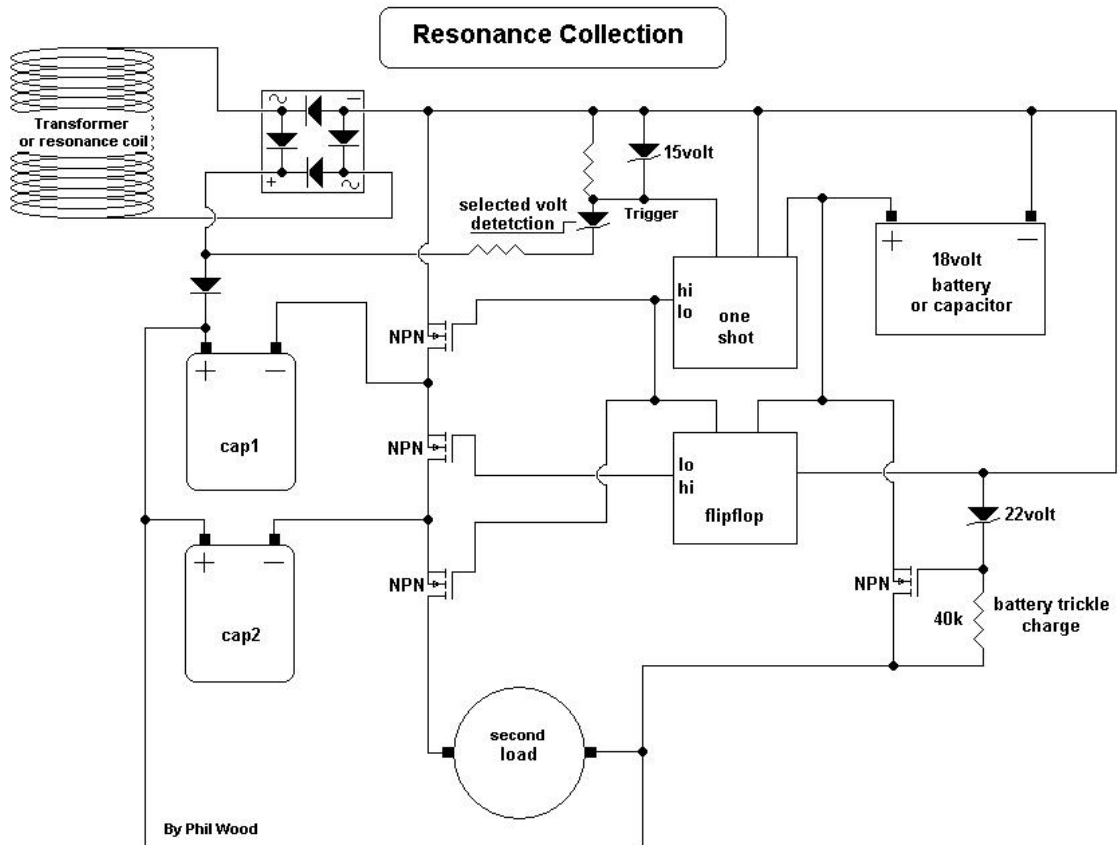 Resonance Collection
Transformer
or resonance coil
~ −
+ ~
15volt
selected volt
detetction
Trigger
+ −
18volt
battery
or capacitor
hi
lo
one
shot
NPN
+ −
cap1
NPN
lo
hi
flipflop
22volt
+ −
cap2
NPN
NPN
40k
battery trickle
charge
second
load
By Phil Wood